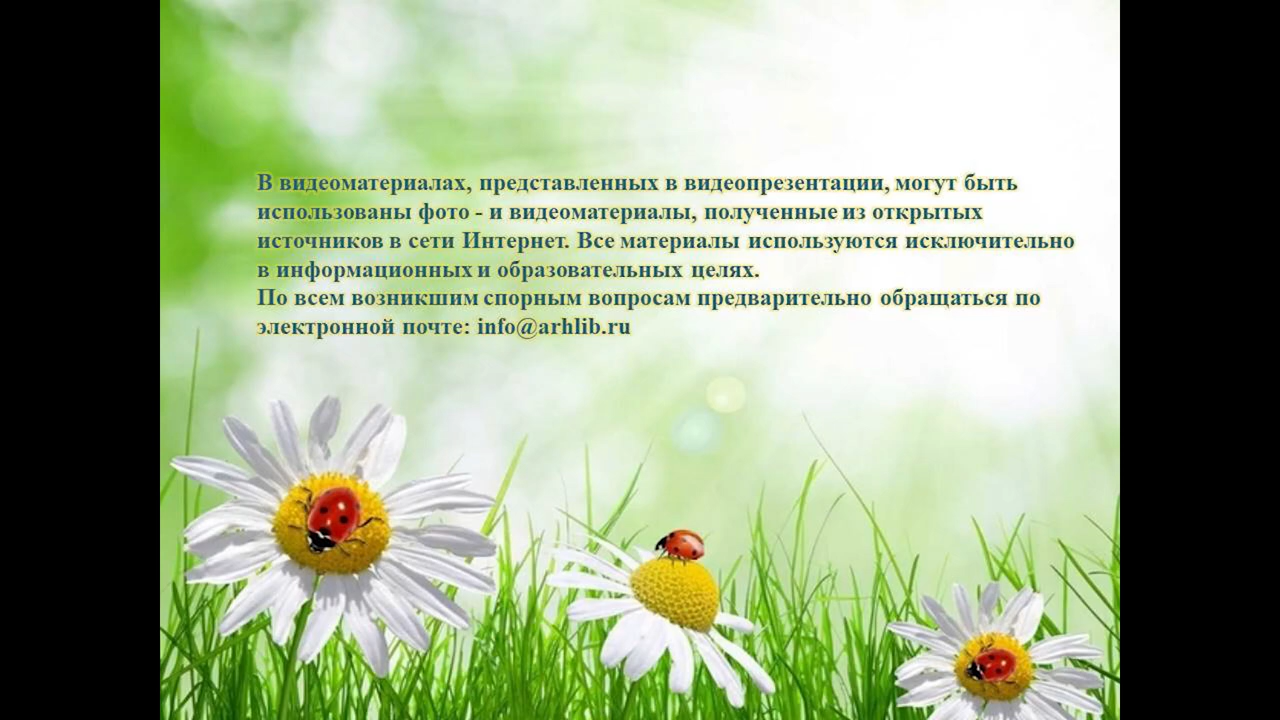 В видеоматериалах, представленных в видеопрезентации, могут быть
использованы фото - и видеоматериалы, полученные из открытых
источников в сети Интернет. Все материалы используются исключительно
в информационных и образовательных целях.
По всем возникшим спорным вопросам предварительно обращаться по
электронной почте: info@arhlib.ru